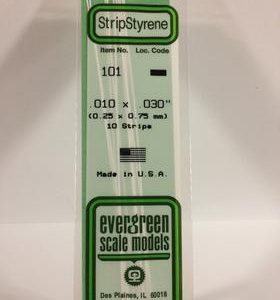 StripStyrene
Item No. Loc. Code
101
.010 x .030"
(0.25 x 0.75 mm)
10 Strips
Made in U.S.A.
evergreen
scale models
Des Plaines, IL 60018